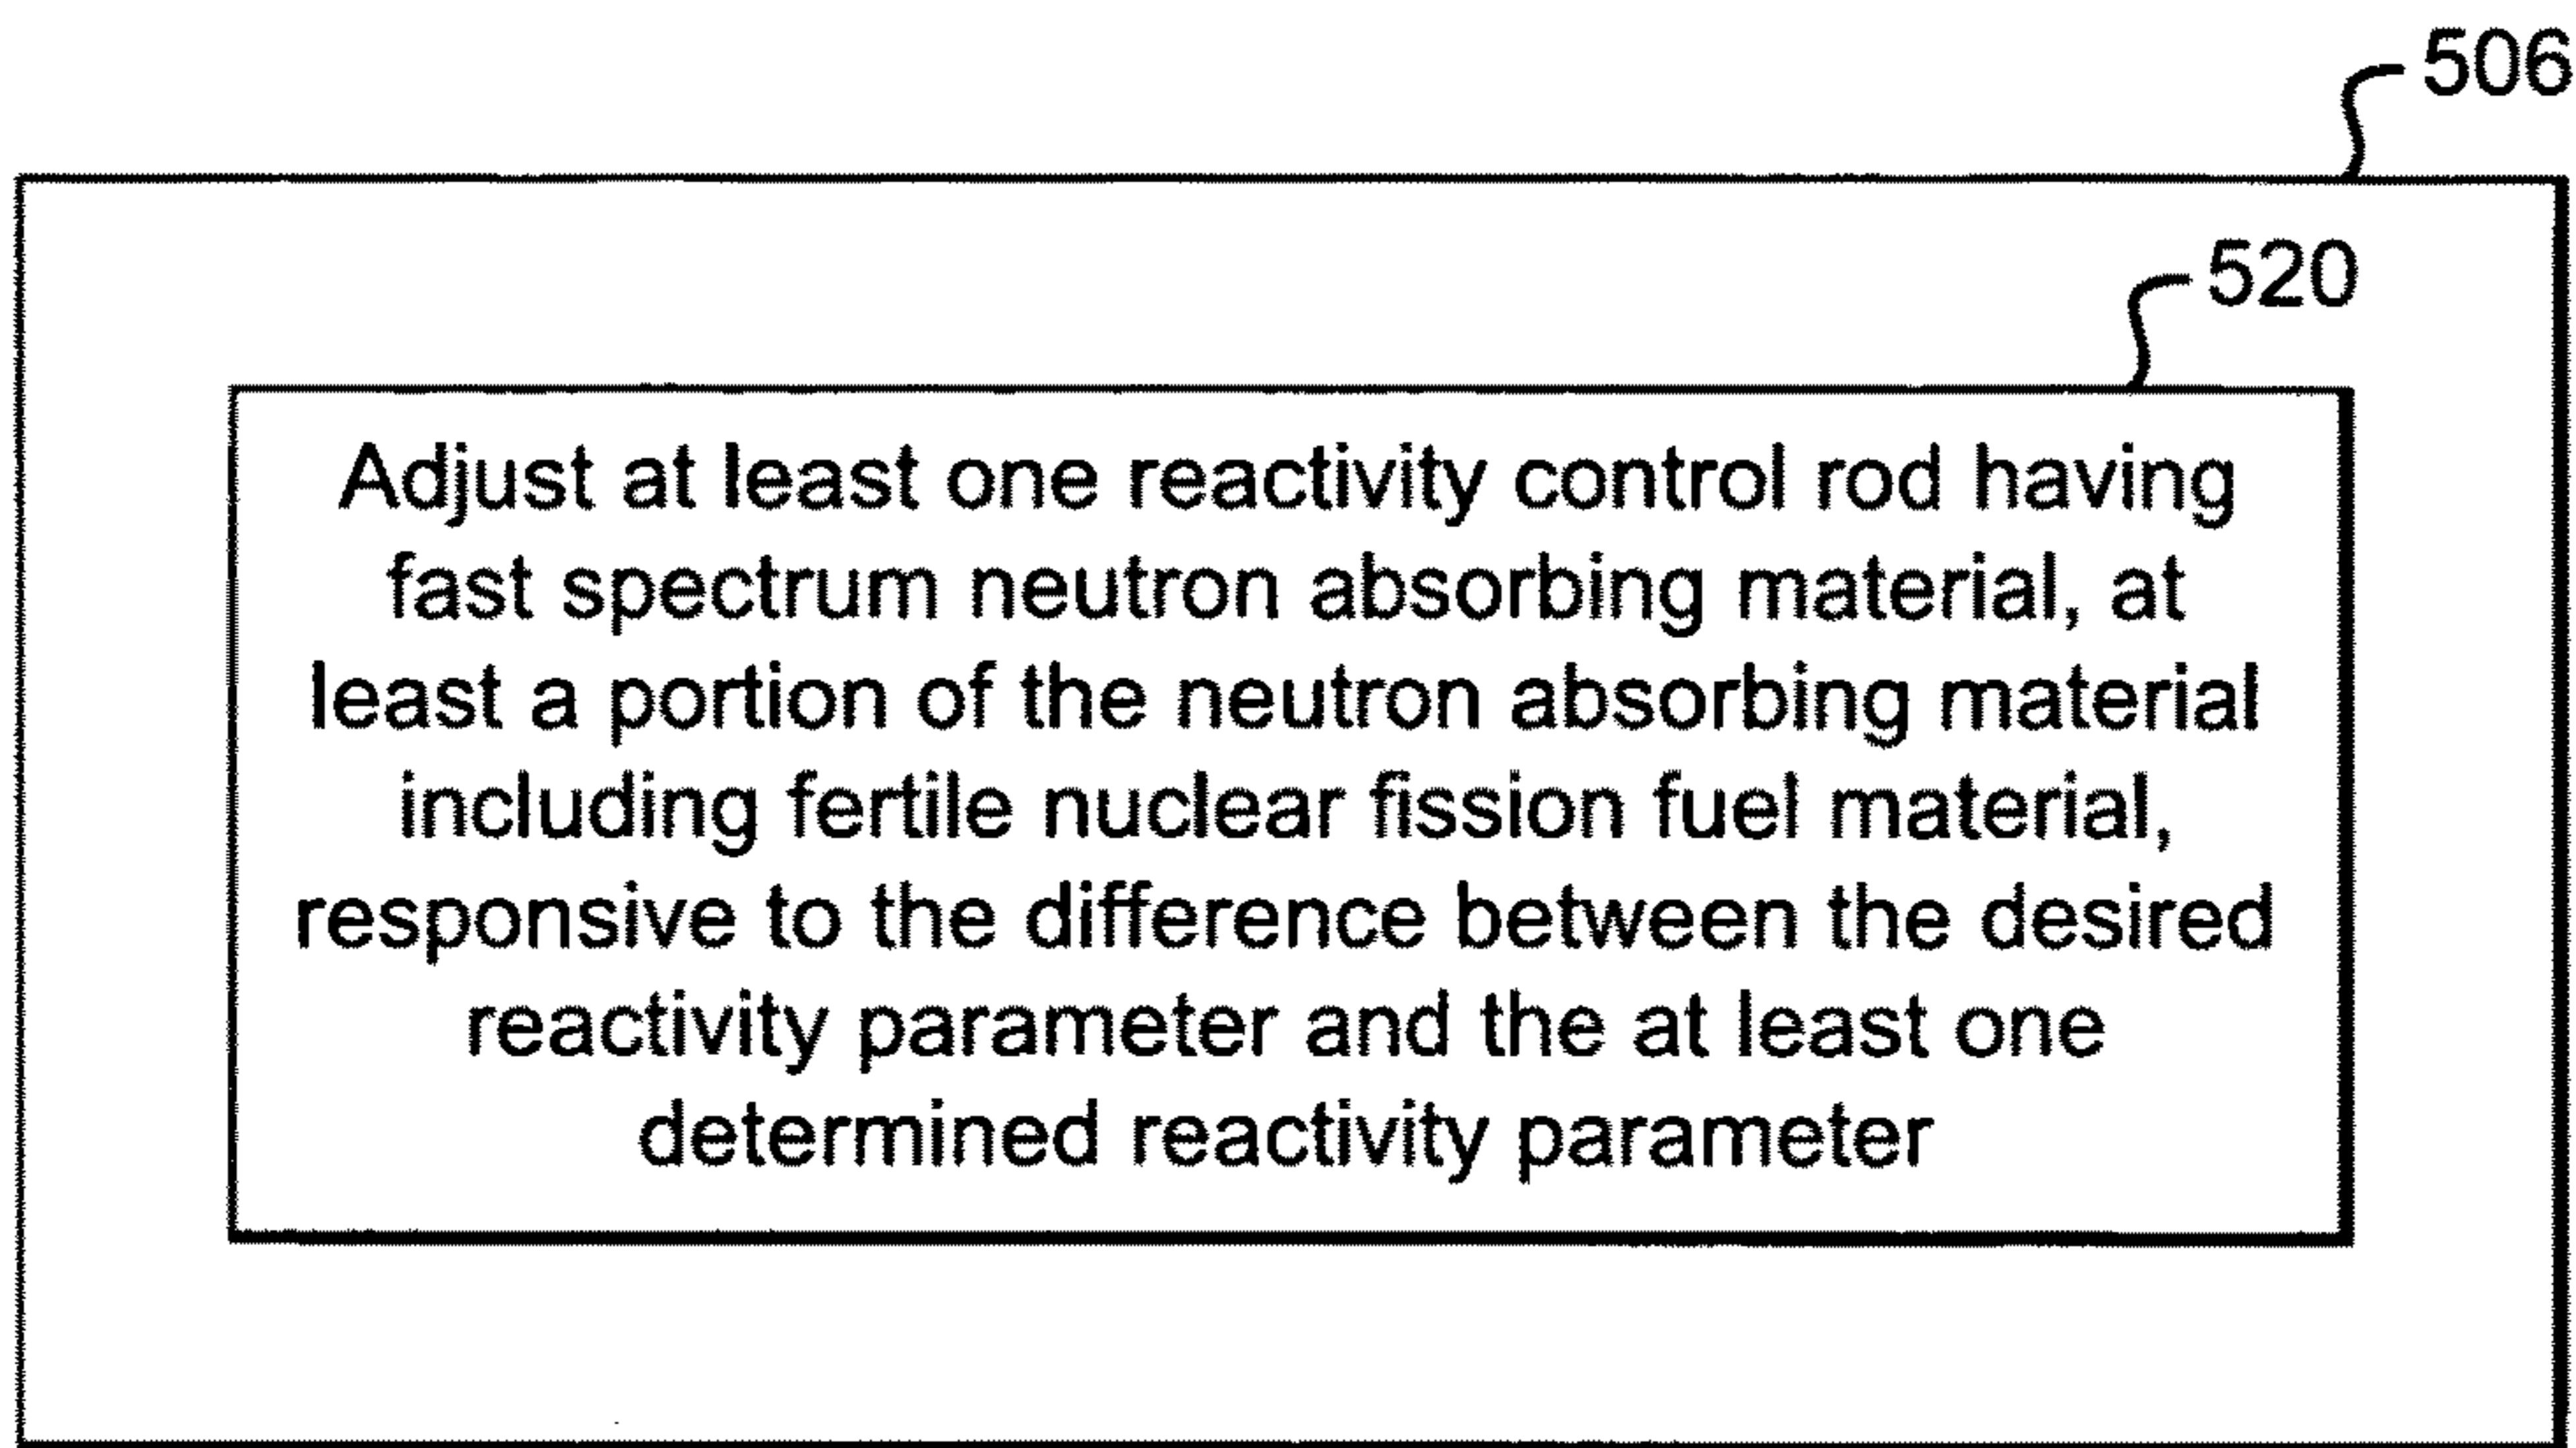 506
520
Adjust at least one reactivity control rod having
fast spectrum neutron absorbing material, at
least a portion of the neutron absorbing material
including fertile nuclear fission fuel material,
responsive to the difference between the desired
reactivity parameter and the at least one
determined reactivity parameter